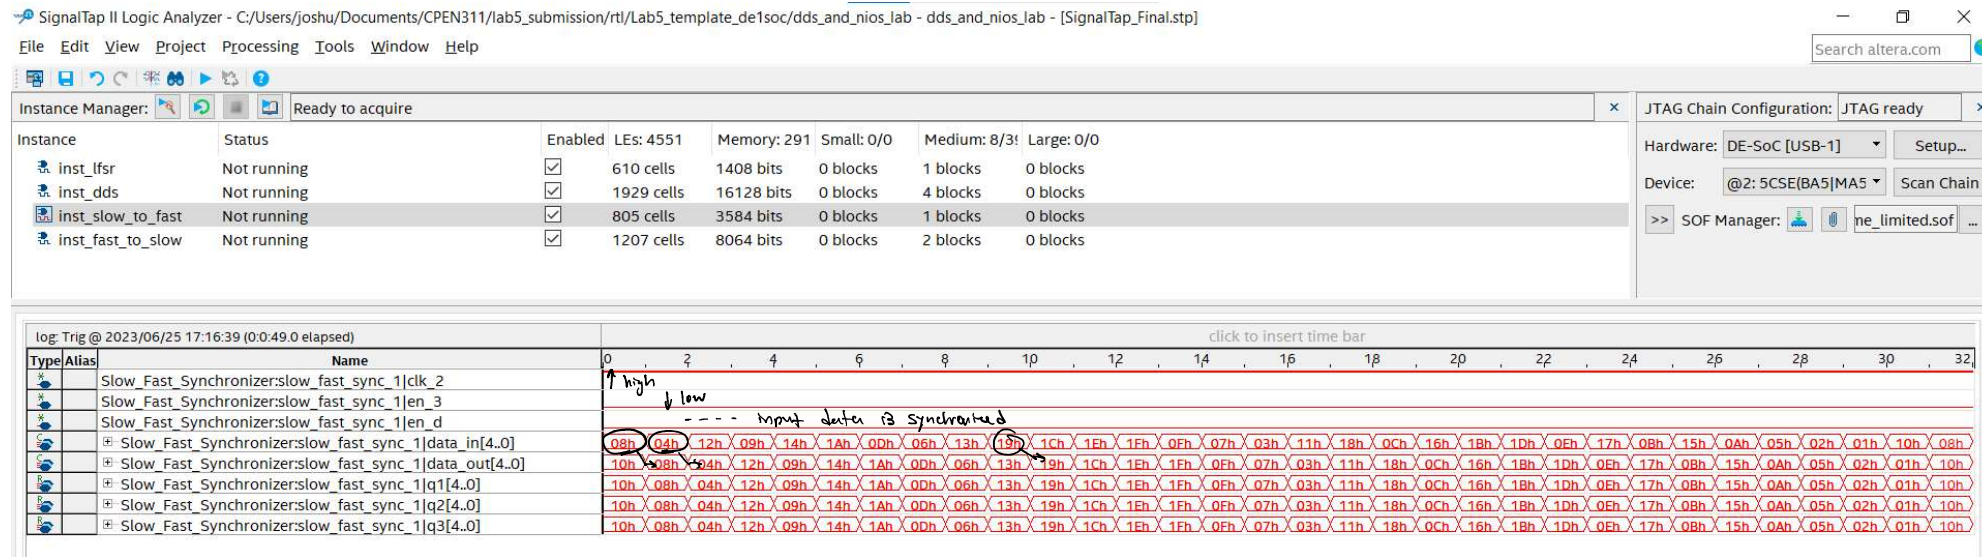 SignalTap II Logic Analyzer - C:/Users/joshu/Documents/CPEN311/lab5_submission/rtl/Lab5_template_de1soc/dds_and_nios_lab - dds_and_nios_lab - [SignalTap_Final.stp]
File Edit View Project Processing Tools Window Help
Search altera.com
Instance Manager: Ready to acquire
JTAG Chain Configuration: JTAG ready
Instance Status Enabled LEs: 4551 Memory: 291 Small: 0/0 Medium: 8/39 Large: 0/0
inst_lfsr Not running 610 cells 1408 bits 0 blocks 1 blocks 0 blocks
inst_dds Not running 1929 cells 16128 bits 0 blocks 4 blocks 0 blocks
inst_slow_to_fast Not running 805 cells 3584 bits 0 blocks 1 blocks 0 blocks
inst_fast_to_slow Not running 1207 cells 8064 bits 0 blocks 2 blocks 0 blocks
Hardware: DE-SoC [USB-1] Setup...
Device: @2: 5CSE(BA5|MA5 Scan Chain
>> SOF Manager: ne_limited.sof ...
log: Trig @ 2023/06/25 17:16:39 (0:0:49.0 elapsed) click to insert time bar
Type Alias Name 0 2 4 6 8 10 12 14 16 18 20 22 24 26 28 30 32
Slow_Fast_Synchronizer:slow_fast_sync_1|clk_2 high
Slow_Fast_Synchronizer:slow_fast_sync_1|en_3 low
Slow_Fast_Synchronizer:slow_fast_sync_1|en_d ---- input data is synchronized
Slow_Fast_Synchronizer:slow_fast_sync_1|data_in[4..0] 08h 04h 12h 09h 14h 1Ah 0Dh 06h 13h 19h 1Ch 1Eh 1Fh 0Fh 07h 03h 11h 18h 0Ch 16h 1Bh 1Dh 0Eh 17h 0Bh 15h 0Ah 05h 02h 01h 10h 08h
Slow_Fast_Synchronizer:slow_fast_sync_1|data_out[4..0] 10h 08h 04h 12h 09h 14h 1Ah 0Dh 06h 13h 19h 1Ch 1Eh 1Fh 0Fh 07h 03h 11h 18h 0Ch 16h 1Bh 1Dh 0Eh 17h 0Bh 15h 0Ah 05h 02h 01h 10h
Slow_Fast_Synchronizer:slow_fast_sync_1|q1[4..0] 10h 08h 04h 12h 09h 14h 1Ah 0Dh 06h 13h 19h 1Ch 1Eh 1Fh 0Fh 07h 03h 11h 18h 0Ch 16h 1Bh 1Dh 0Eh 17h 0Bh 15h 0Ah 05h 02h 01h 10h
Slow_Fast_Synchronizer:slow_fast_sync_1|q2[4..0] 10h 08h 04h 12h 09h 14h 1Ah 0Dh 06h 13h 19h 1Ch 1Eh 1Fh 0Fh 07h 03h 11h 18h 0Ch 16h 1Bh 1Dh 0Eh 17h 0Bh 15h 0Ah 05h 02h 01h 10h
Slow_Fast_Synchronizer:slow_fast_sync_1|q3[4..0] 10h 08h 04h 12h 09h 14h 1Ah 0Dh 06h 13h 19h 1Ch 1Eh 1Fh 0Fh 07h 03h 11h 18h 0Ch 16h 1Bh 1Dh 0Eh 17h 0Bh 15h 0Ah 05h 02h 01h 10h